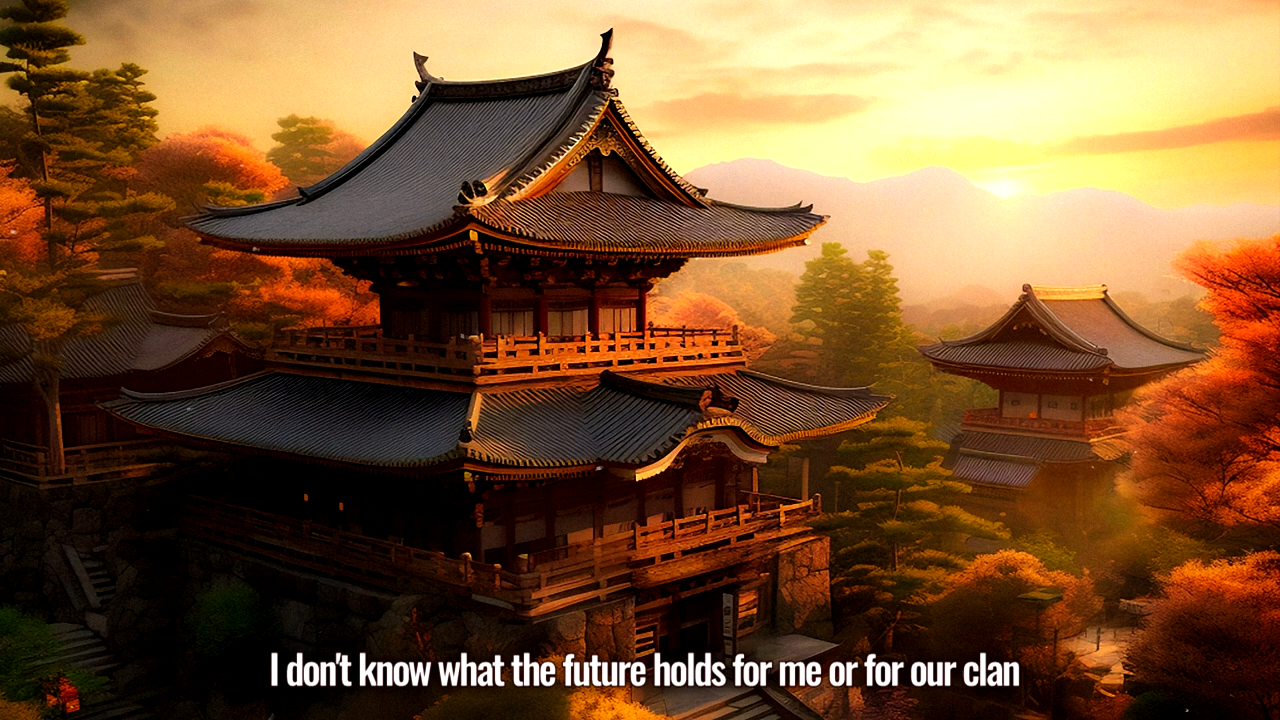 I don't know what the future holds for me or for our clan